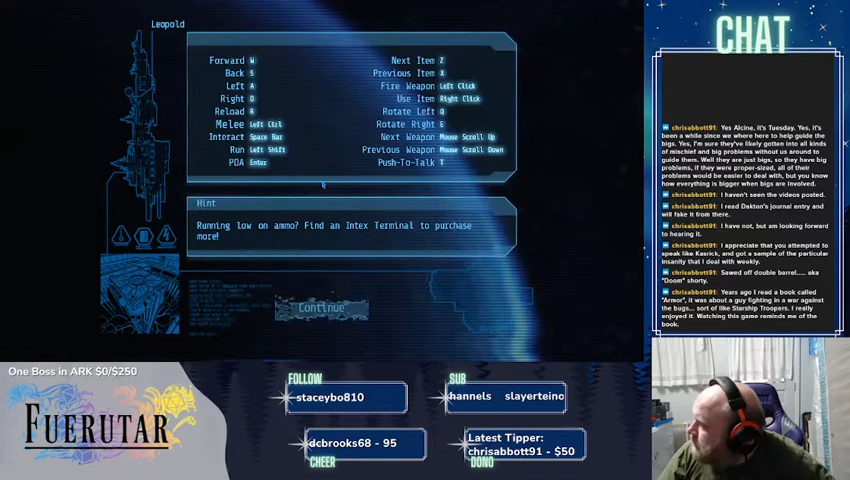 Leopold
CHAT
Forward W
Back S
Left A
Right D
Reload R
Melee Left Ctrl
Interact Space Bar
Run Left Shift
PDA Enter
Next Item Z
Previous Item X
Fire Weapon Left Click
Use Item Right Click
Rotate Left Q
Rotate Right E
Next Weapon Mouse Scroll Up
Previous Weapon Mouse Scroll Down
Push-To-Talk T
Hint
Running low on ammo? Find an Intex Terminal to purchase
more!
Continue
chrisabbott91: Yes Alcine, it's Tuesday. Yes, it's
been a while since we where here to help guide the
bigs. Yes, I'm sure they've likely gotten into all kinds
of mischief and big problems without us around to
guide them. Well they are just bigs, so they have big
problems, if they were proper-sized, all of their
problems would be easier to deal with, but you know
how everything is bigger when bigs are involved.
chrisabbott91: I haven't seen the videos posted.
chrisabbott91: I read Dakton's journal entry and
will fake it from there.
chrisabbott91: I have not, but am looking forward
to hearing it.
chrisabbott91: I appreciate that you attempted to
speak like Kasrick, and got a sample of the particular
insanity that I deal with weekly.
chrisabbott91: Sawed off double barrel..... aka
"Doom" shorty.
chrisabbott91: Years ago I read a book called
"Armor", it was about a guy fighting in a war against
the bugs... sort of like Starship Troopers. I really
enjoyed it. Watching this game reminds me of the
book.
One Boss in ARK $0/$250
FUERUTAR
FOLLOW
staceybo810
SUB
hannels slayerteino
dcbrooks68 - 95
CHEER
Latest Tipper:
chrisabbott91 - $50
DONO